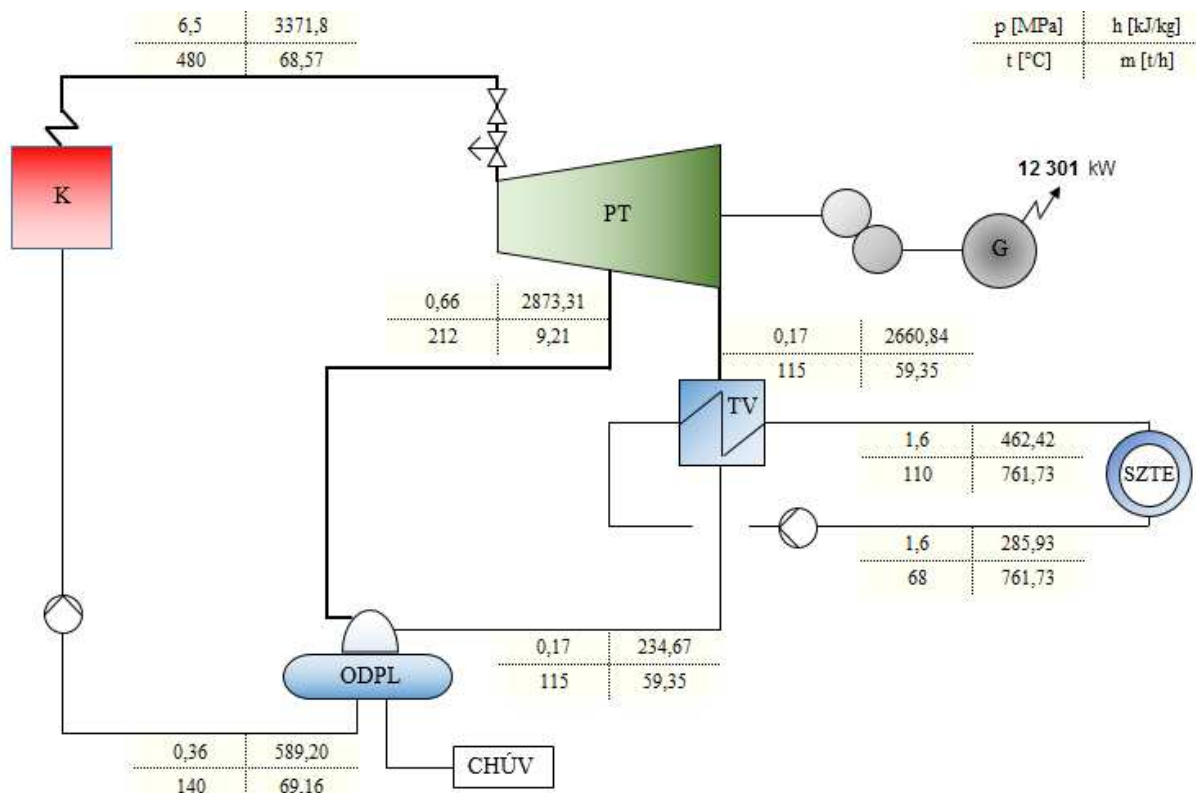 6,5 3371,8
480 68,57
p [MPa] h [kJ/kg]
t [°C] m [t/h]
K
PT
12 301 kW
G
0,66 2873,31
212 9,21
0,17 2660,84
115 59,35
TV
1,6 462,42
110 761,73
SZTE
1,6 285,93
68 761,73
0,17 234,67
115 59,35
ODPL
0,36 589,20
140 69,16
CHÚV